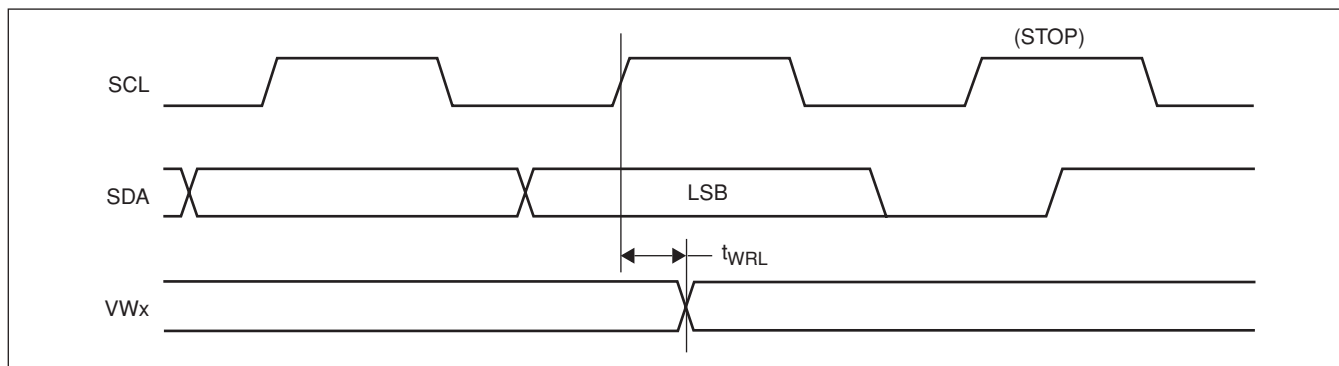 (STOP)
SCL
SDA
LSB
tWRL
VWx